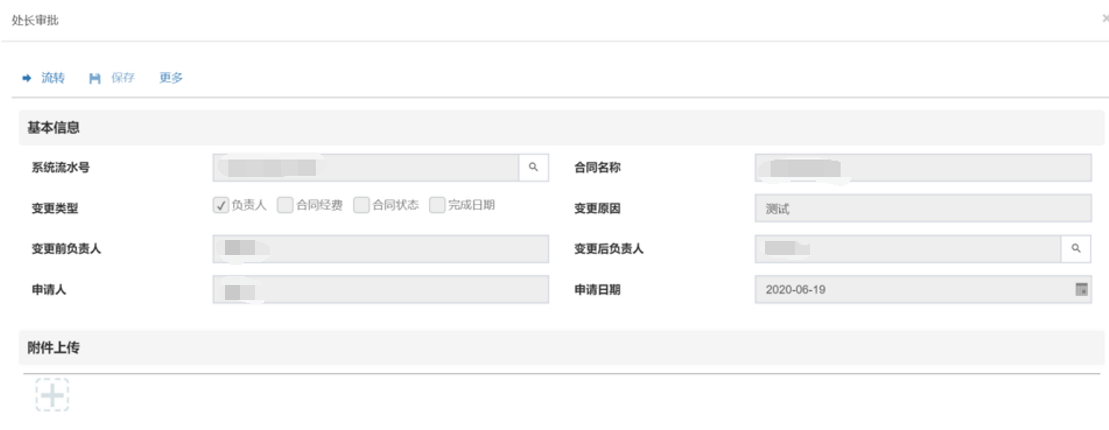 处长审批
流转 保存 更多
基本信息
系统流水号 合同名称
变更类型 负责人 合同经费 合同状态 完成日期 变更原因 测试
变更前负责人 变更后负责人
申请人 申请日期 2020-06-19
附件上传